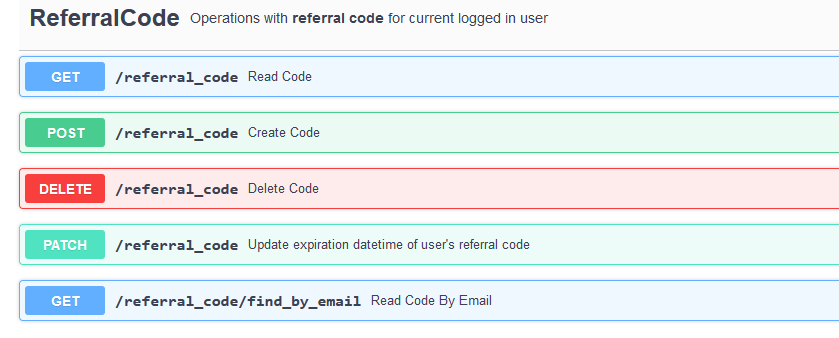 ReferralCode Operations with referral code for current logged in user
GET /referral_code Read Code
POST /referral_code Create Code
DELETE /referral_code Delete Code
PATCH /referral_code Update expiration datetime of user's referral code
GET /referral_code/find_by_email Read Code By Email